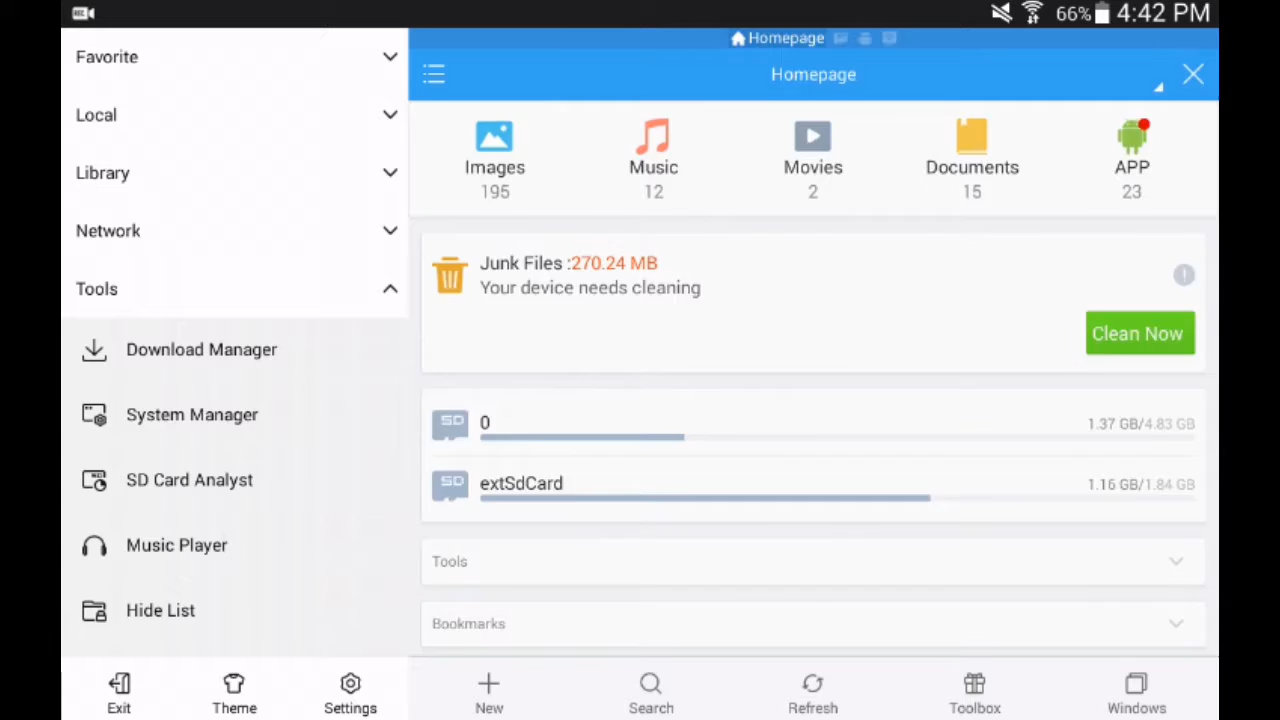 REC
66%
4:42 PM
Favorite
Local
Library
Network
Tools
Download Manager
System Manager
SD Card Analyst
Music Player
Hide List
Exit
Theme
Settings
Homepage
Homepage
Images
195
Music
12
Movies
2
Documents
15
APP
23
Junk Files :270.24 MB
Your device needs cleaning
Clean Now
SD
0
1.37 GB/4.83 GB
SD
extSdCard
1.16 GB/1.84 GB
Tools
Bookmarks
New
Search
Refresh
Toolbox
Windows